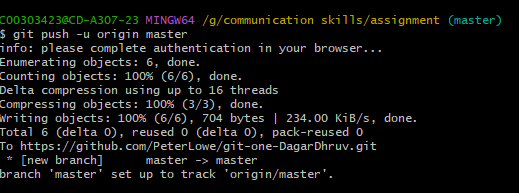 C00303423@CD-A307-23 MINGW64 /g/communication skills/assignment (master)
$ git push -u origin master
info: please complete authentication in your browser...
Enumerating objects: 6, done.
Counting objects: 100% (6/6), done.
Delta compression using up to 16 threads
Compressing objects: 100% (3/3), done.
Writing objects: 100% (6/6), 704 bytes | 234.00 KiB/s, done.
Total 6 (delta 0), reused 0 (delta 0), pack-reused 0
To https://github.com/PeterLowe/git-one-DagarDhruv.git
 * [new branch]      master -> master
branch 'master' set up to track 'origin/master'.